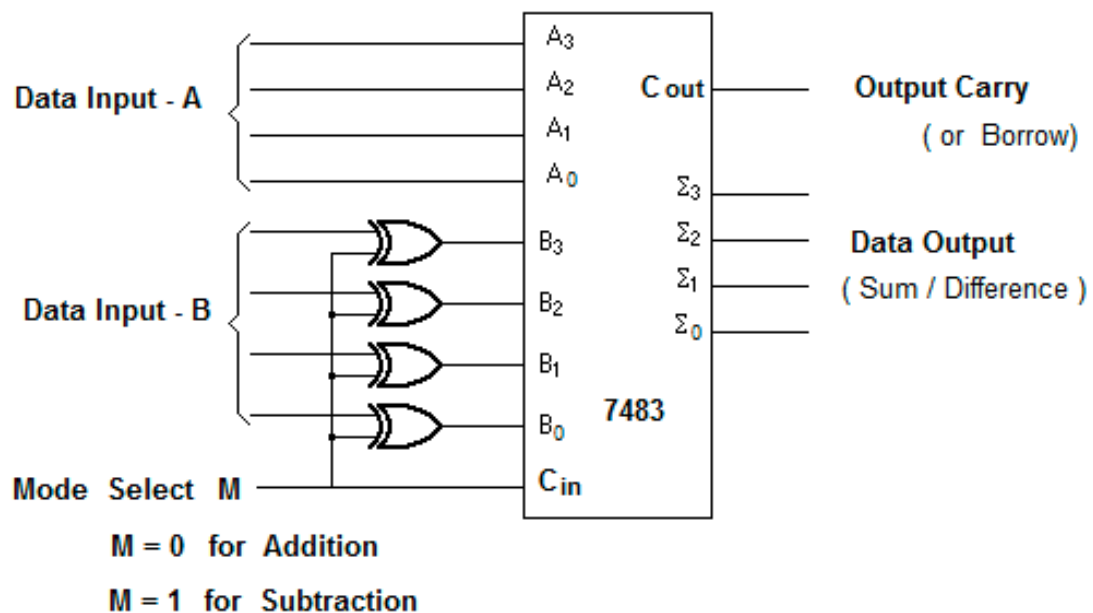 Data Input - A
A3
A2
A1
A0
Cout
Output Carry
( or Borrow)
Data Input - B
B3
B2
B1
B0
Σ3
Σ2
Σ1
Σ0
Data Output
( Sum / Difference )
7483
Mode Select M
Cin
M = 0 for Addition
M = 1 for Subtraction